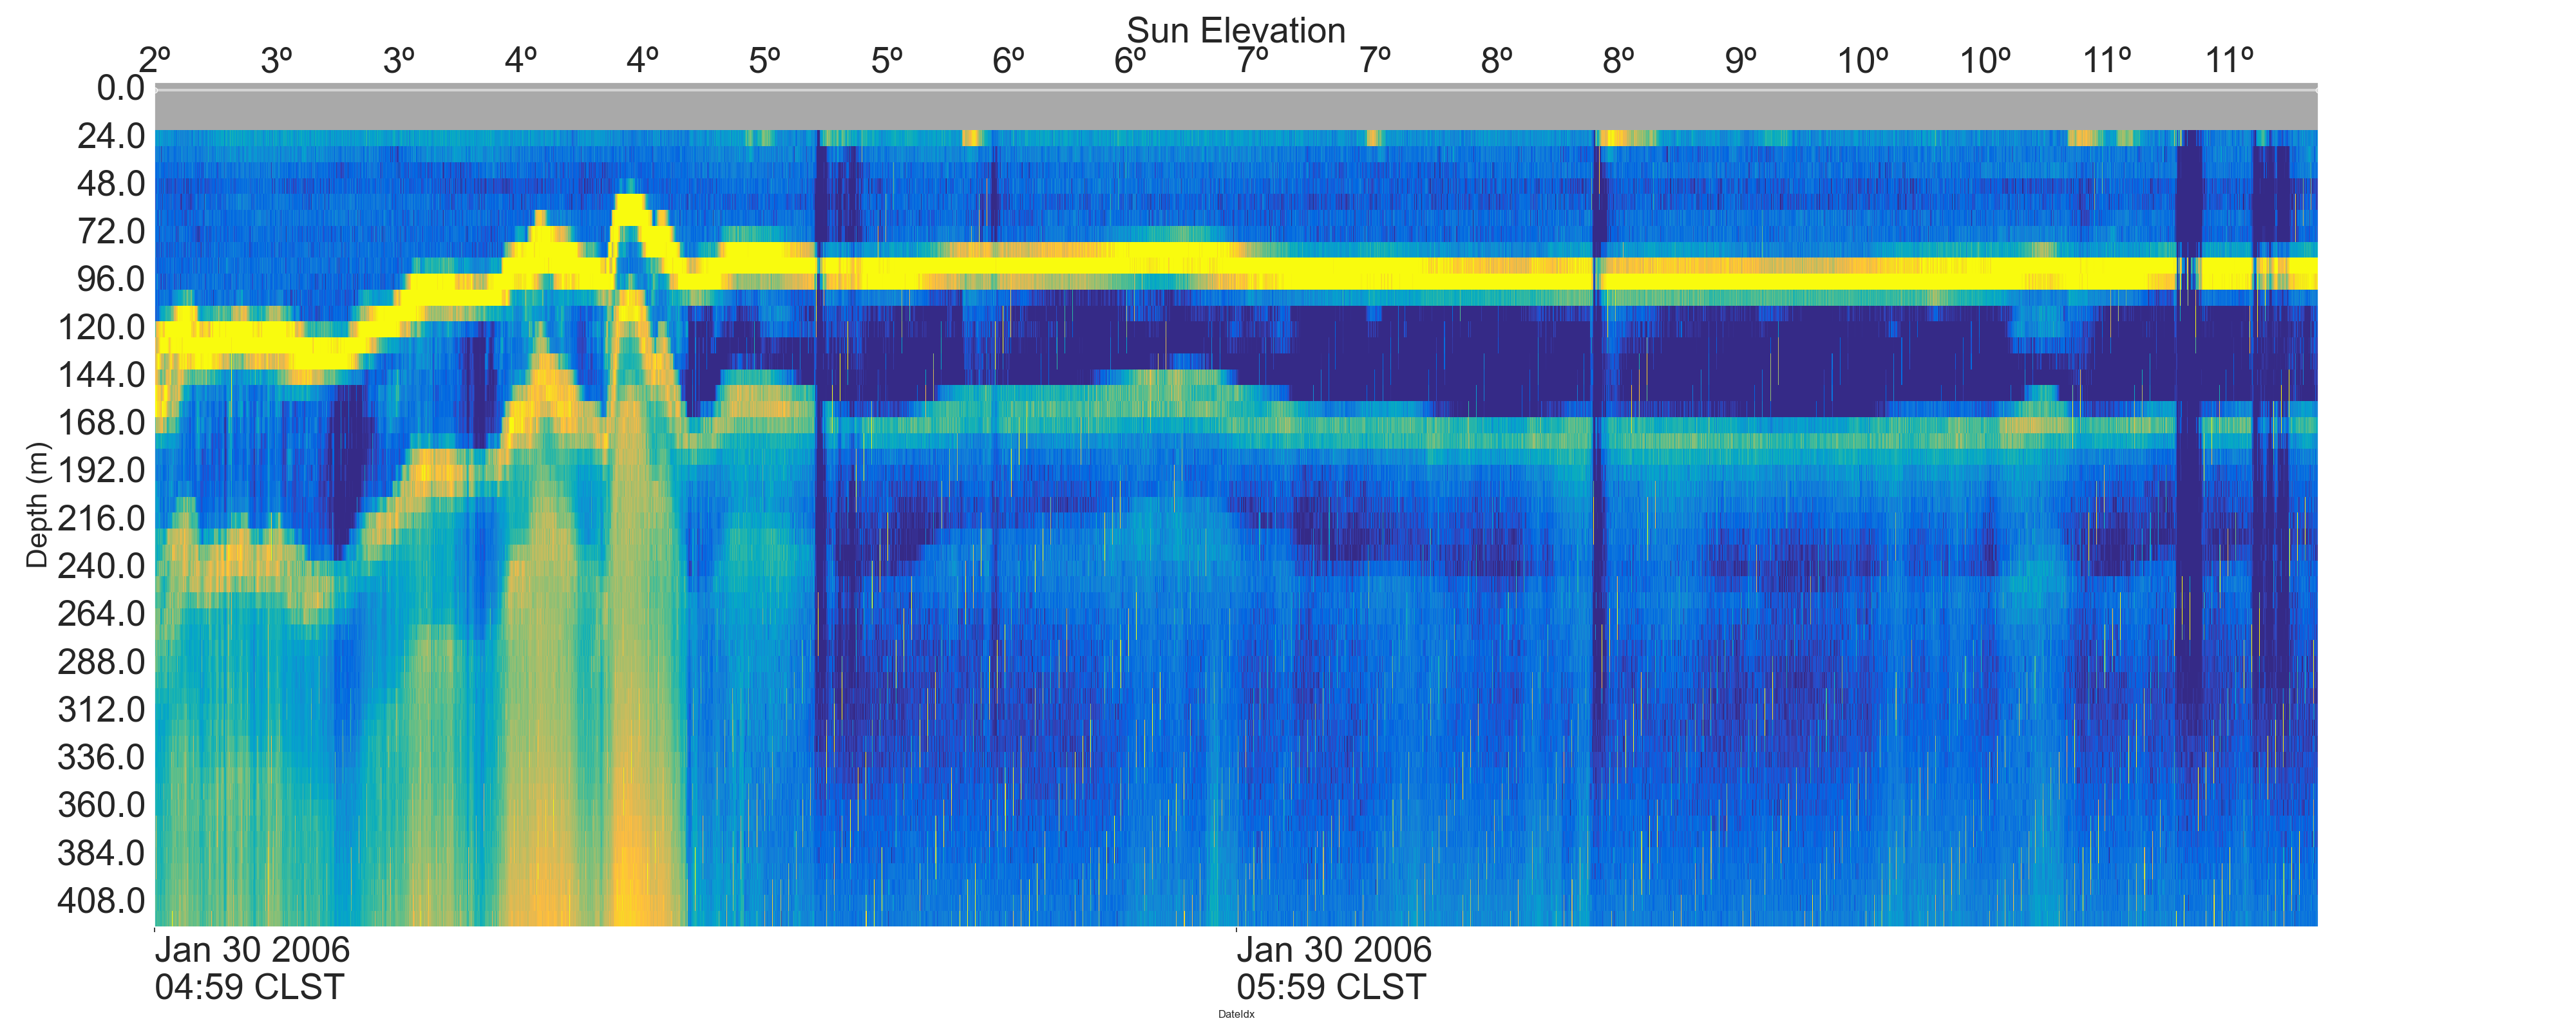 Sun Elevation
2º 3º 3º 4º 4º 5º 5º 6º 6º 7º 7º 8º 8º 9º 10º 10º 11º 11º
0.0
24.0
48.0
72.0
96.0
120.0
144.0
168.0
192.0
216.0
240.0
264.0
288.0
312.0
336.0
360.0
384.0
408.0
Depth (m)
Jan 30 2006
04:59 CLST
Jan 30 2006
05:59 CLST
DateIdx